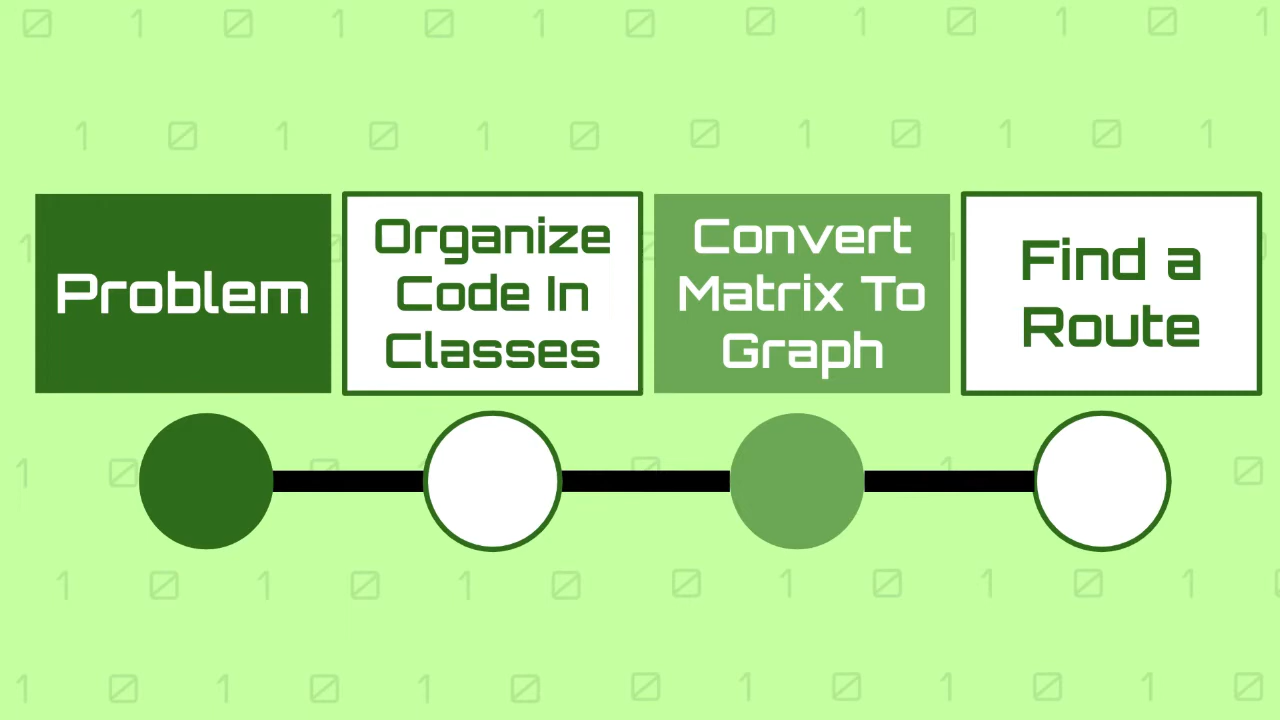 Problem
Organize
Code In
Classes
Convert
Matrix To
Graph
Find a
Route